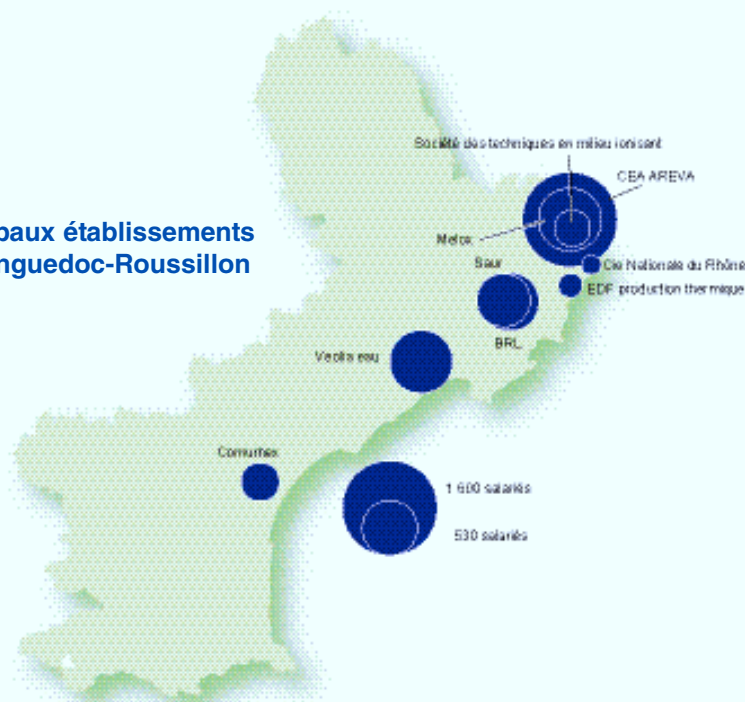 paux établissements
nguedoc-Roussillon
Société des techniques en milieu ionisant
CEA AREVA
Melox
Saur
Cie Nationale du Rhône
EDF production thermique
BRL
Veolia eau
Comurhex
1 600 salariés
530 salariés